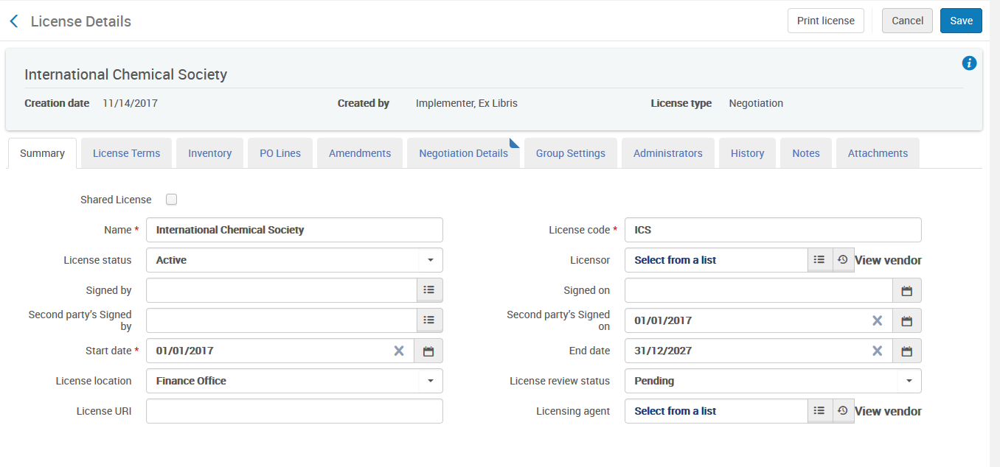 License Details
Print license Cancel Save
International Chemical Society
Creation date 11/14/2017 Created by Implementer, Ex Libris License type Negotiation
Summary License Terms Inventory PO Lines Amendments Negotiation Details Group Settings Administrators History Notes Attachments
Shared License
Name * International Chemical Society License code * ICS
License status Active Licensor Select from a list View vendor
Signed by Signed on
Second party's Signed by Second party's Signed on 01/01/2017
Start date * 01/01/2017 End date 31/12/2027
License location Finance Office License review status Pending
License URI Licensing agent Select from a list View vendor